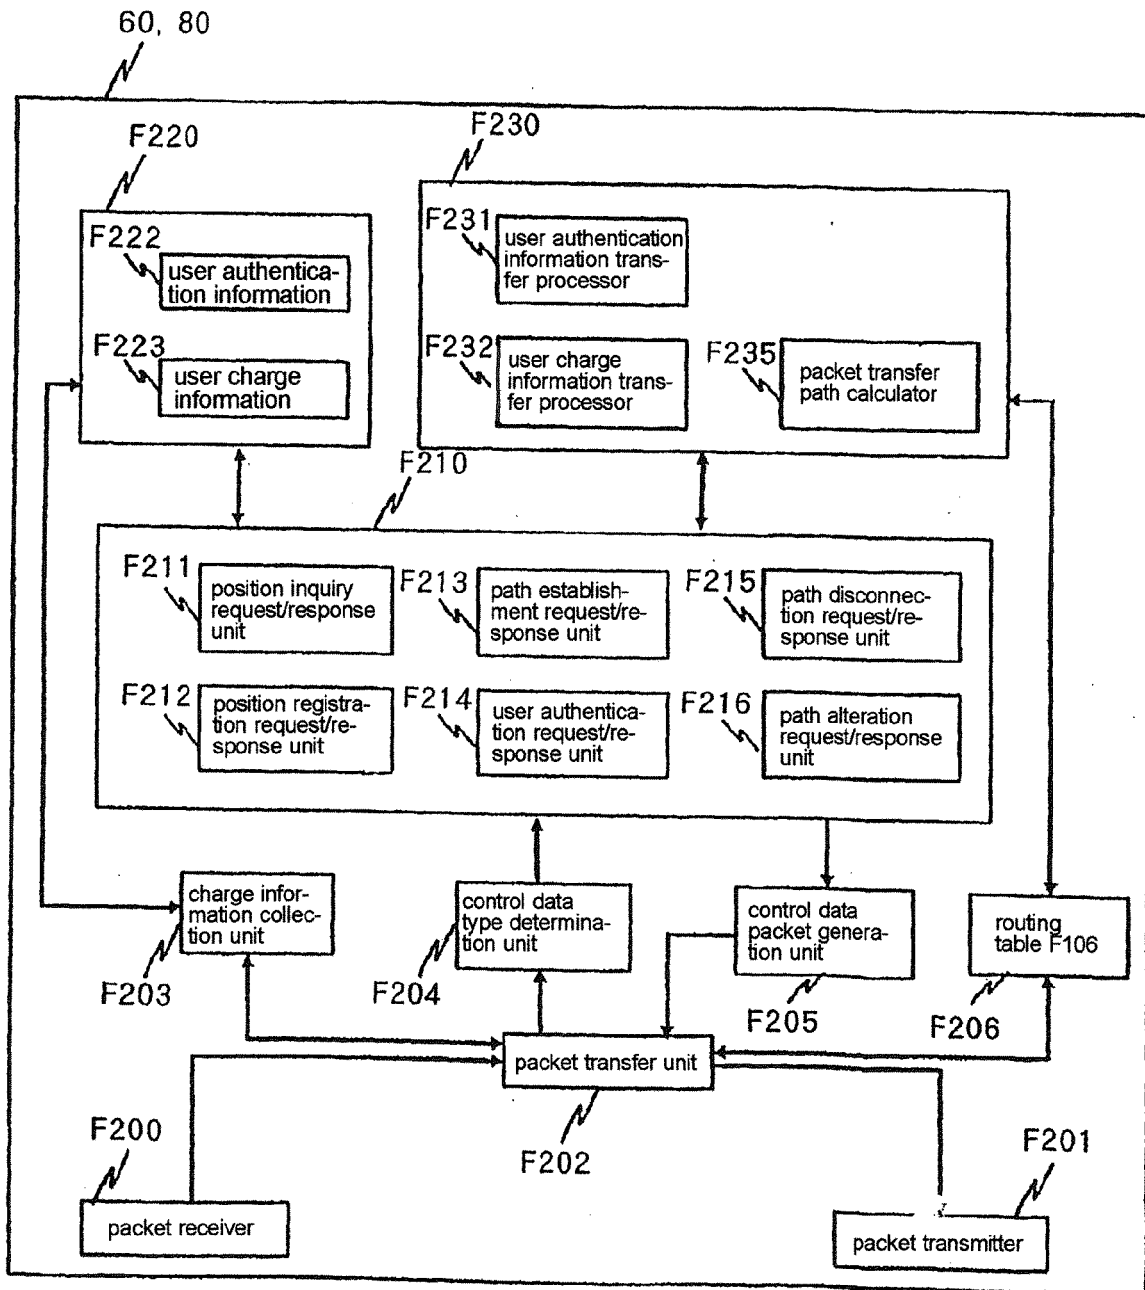 60, 80
F220
F230
F222
user authentica-
tion information
F223
user charge
information
F231
user authentication
information trans-
fer processor
F232
user charge
information trans-
fer processor
F235
packet transfer
path calculator
F210
F211
position inquiry
request/response
unit
F213
path establish-
ment request/re-
sponse unit
F215
path disconnec-
tion request/re-
sponse unit
F212
position registra-
tion request/re-
sponse unit
F214
user authentica-
tion request/re-
sponse unit
F216
path alteration
request/response
unit
charge infor-
mation collec-
tion unit
F203
control data
type determina-
tion unit
F204
control data
packet genera-
tion unit
F205
routing
table F106
F206
packet transfer unit
F202
F200
packet receiver
F201
packet transmitter